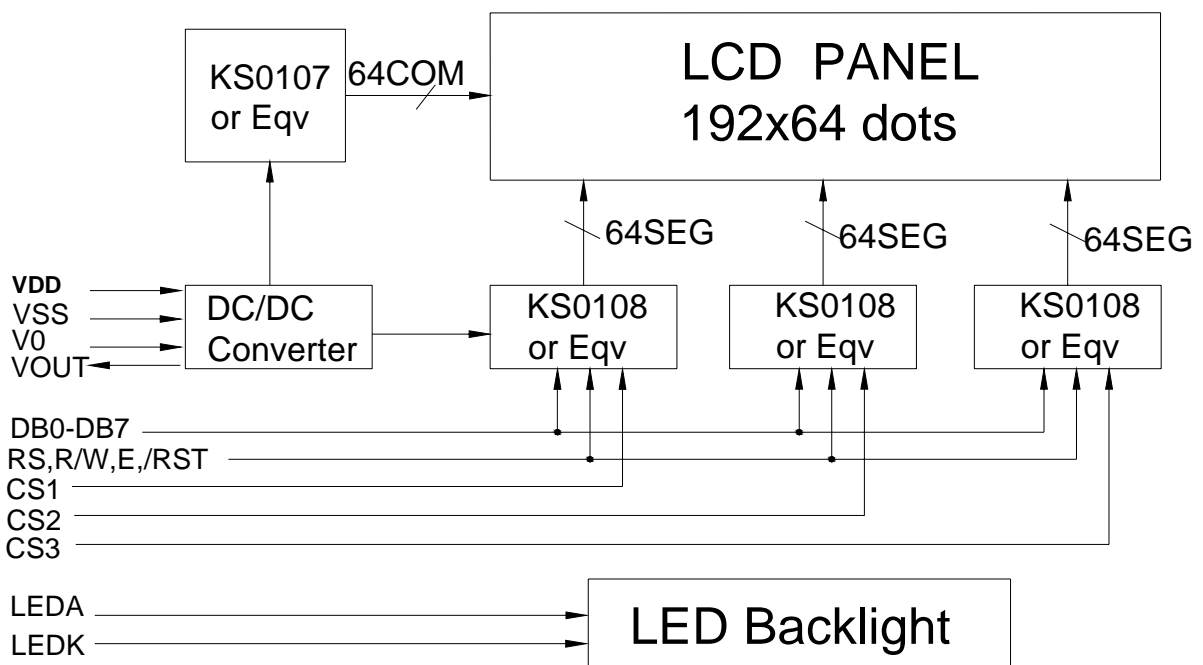 KS0107
or Eqv
64COM
LCD PANEL
192x64 dots
64SEG
64SEG
64SEG
VDD
VSS
V0
VOUT
DC/DC
Converter
KS0108
or Eqv
KS0108
or Eqv
KS0108
or Eqv
DB0-DB7
RS,R/W,E,/RST
CS1
CS2
CS3
LEDA
LEDK
LED Backlight